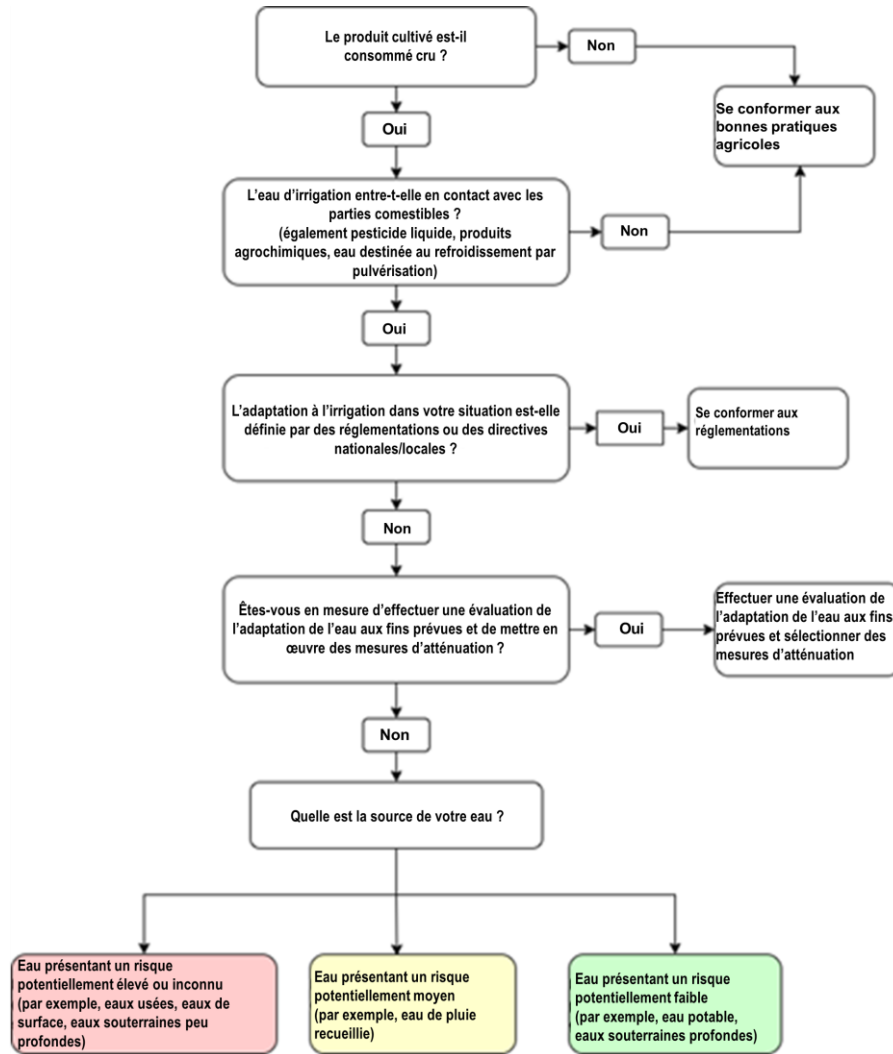 Le produit cultivé est-il
consommé cru ?
Non
Se conformer aux
bonnes pratiques
agricoles
Oui
L'eau d'irrigation entre-t-elle en contact avec les
parties comestibles ?
(également pesticide liquide, produits
agrochimiques, eau destinée au refroidissement par
pulvérisation)
Non
Oui
L'adaptation à l'irrigation dans votre situation est-elle
définie par des réglementations ou des directives
nationales/locales ?
Oui
Se conformer aux
réglementations
Non
Êtes-vous en mesure d'effectuer une évaluation de
l'adaptation de l'eau aux fins prévues et de mettre en
œuvre des mesures d'atténuation ?
Oui
Effectuer une évaluation de
l'adaptation de l'eau aux fins
prévues et sélectionner des
mesures d'atténuation
Non
Quelle est la source de votre eau ?
Eau présentant un risque
potentiellement élevé ou inconnu
(par exemple, eaux usées, eaux de
surface, eaux souterraines peu
profondes)
Eau présentant un risque
potentiellement moyen
(par exemple, eau de pluie
recueillie)
Eau présentant un risque
potentiellement faible
(par exemple, eau potable,
eaux souterraines profondes)